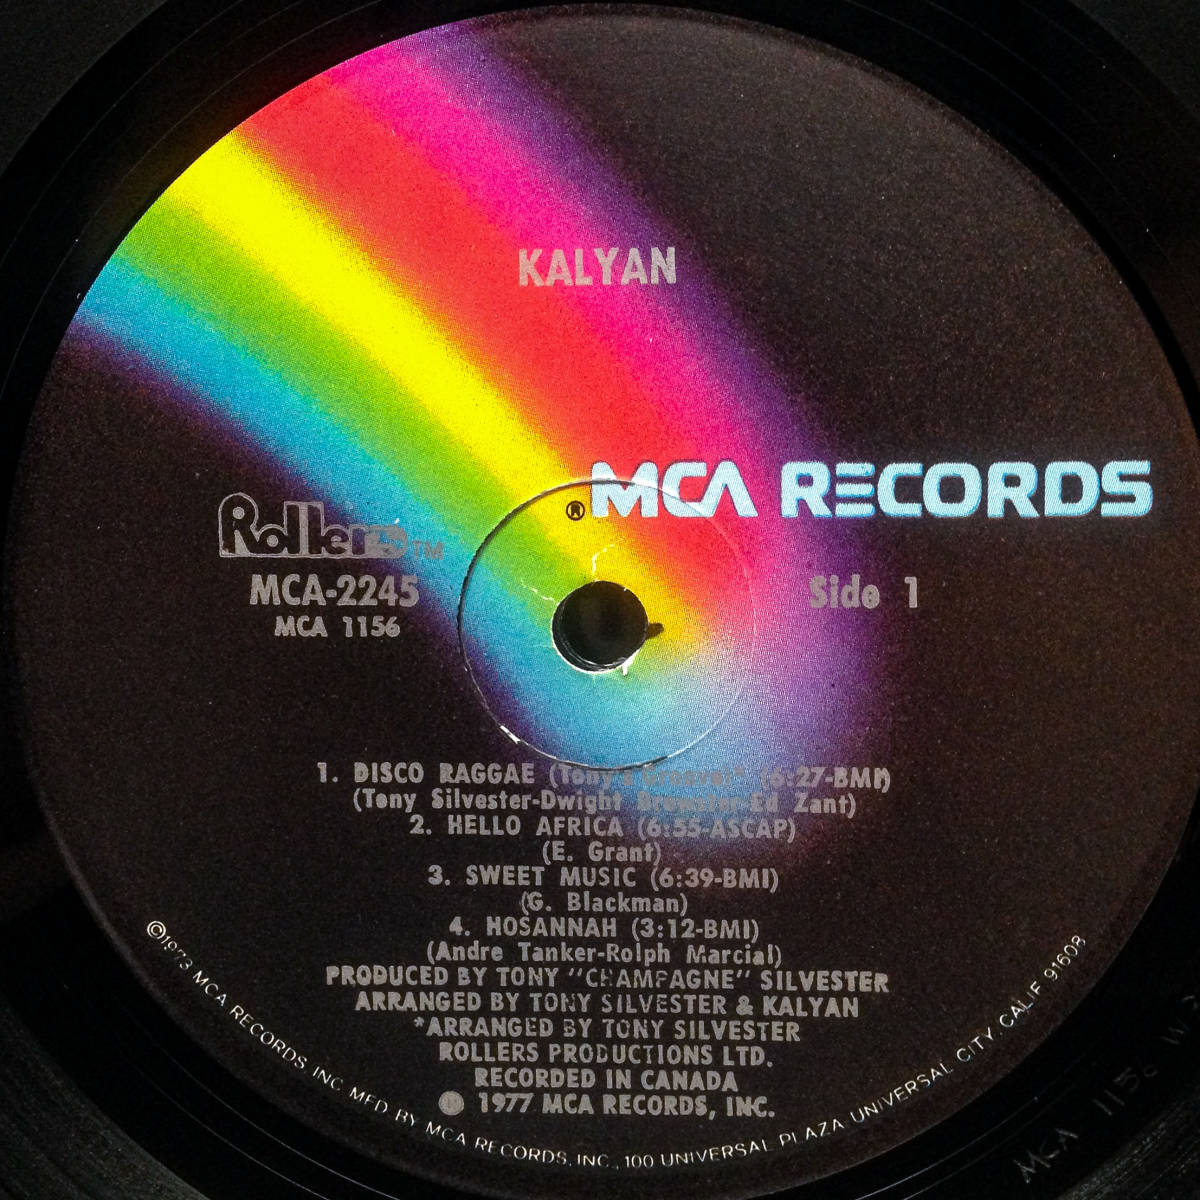 KALYAN
® MCA RECORDS
Rollers™
MCA-2245
MCA 1156
Side 1
1. DISCO RAGGAE (Tony's Groove)* (6:27-BMI)
(Tony Silvester-Dwight Brewster-Ed Zant)
2. HELLO AFRICA (6:55-ASCAP)
(E. Grant)
3. SWEET MUSIC (6:39-BMI)
(G. Blackman)
4. HOSANNAH (3:12-BMI)
(Andre Tanker-Rolph Marcial)
PRODUCED BY TONY "CHAMPAGNE" SILVESTER
ARRANGED BY TONY SILVESTER & KALYAN
*ARRANGED BY TONY SILVESTER
ROLLERS PRODUCTIONS LTD.
RECORDED IN CANADA
℗ 1977 MCA RECORDS, INC.
©1973 MCA RECORDS, INC. MFD. BY MCA RECORDS, INC., 100 UNIVERSAL PLAZA UNIVERSAL CITY, CALIF. 91608
MCA 115